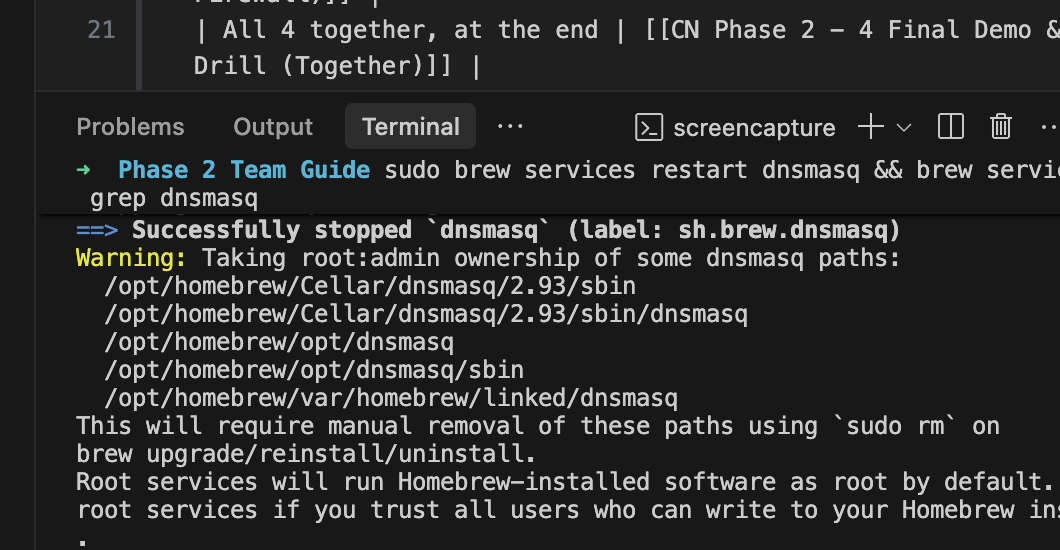 21 | All 4 together, at the end | [[CN Phase 2 - 4 Final Demo &
Drill (Together)]] |
Problems Output Terminal ··· screencapture
→ Phase 2 Team Guide sudo brew services restart dnsmasq && brew servi
grep dnsmasq
==> Successfully stopped `dnsmasq` (label: sh.brew.dnsmasq)
Warning: Taking root:admin ownership of some dnsmasq paths:
/opt/homebrew/Cellar/dnsmasq/2.93/sbin
/opt/homebrew/Cellar/dnsmasq/2.93/sbin/dnsmasq
/opt/homebrew/opt/dnsmasq
/opt/homebrew/opt/dnsmasq/sbin
/opt/homebrew/var/homebrew/linked/dnsmasq
This will require manual removal of these paths using `sudo rm` on
brew upgrade/reinstall/uninstall.
Root services will run Homebrew-installed software as root by default.
root services if you trust all users who can write to your Homebrew ins
.